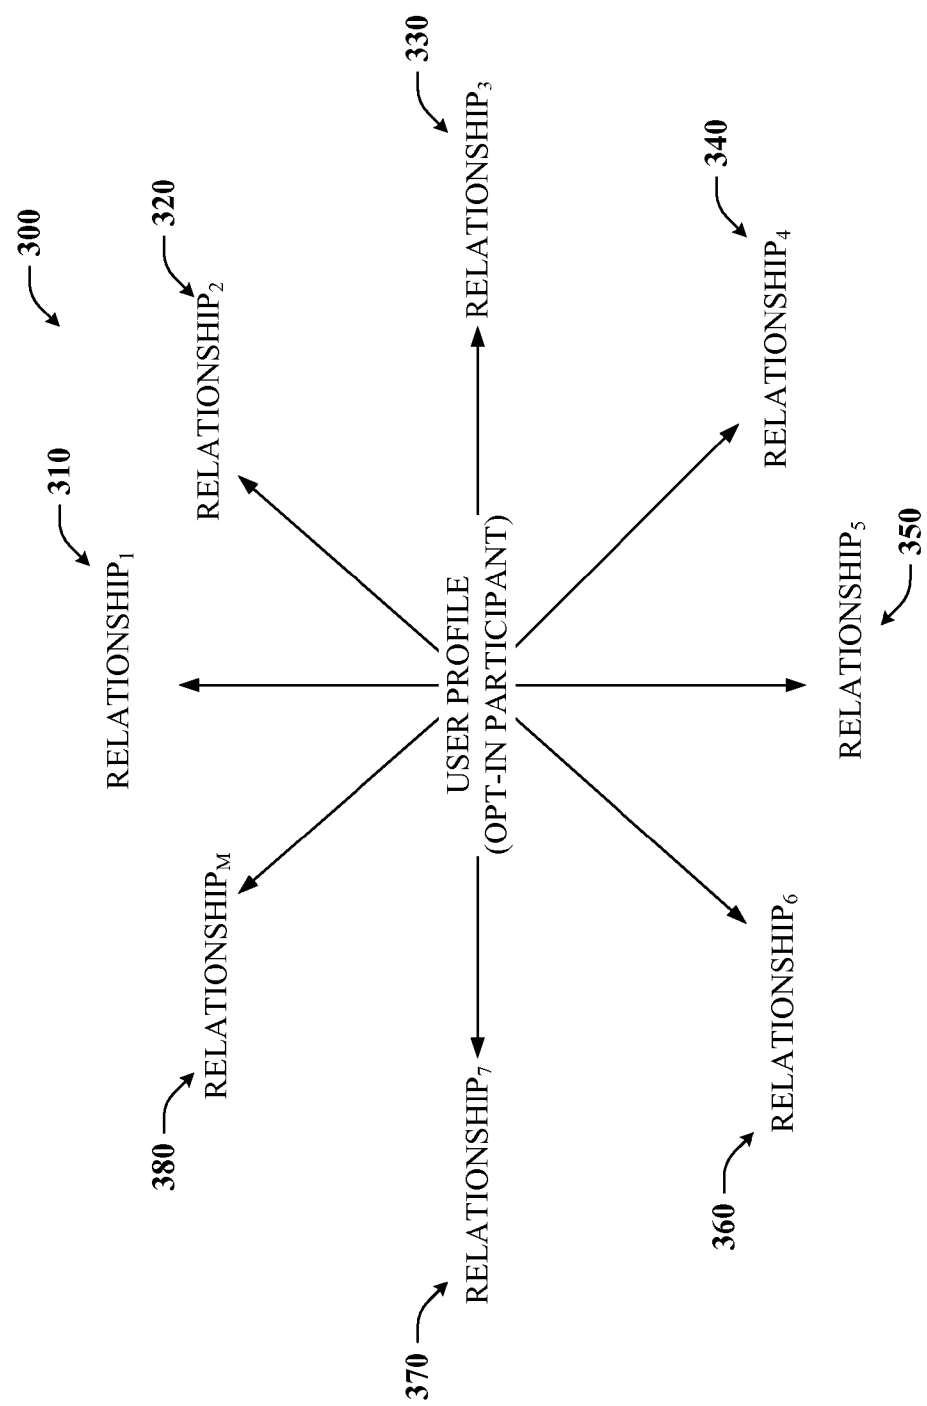 300
310
RELATIONSHIP₁
320
RELATIONSHIP₂
380
RELATIONSHIP_M
330
RELATIONSHIP₃
USER PROFILE
(OPT-IN PARTICIPANT)
370
RELATIONSHIP₇
340
RELATIONSHIP₄
360
RELATIONSHIP₆
RELATIONSHIP₅
350